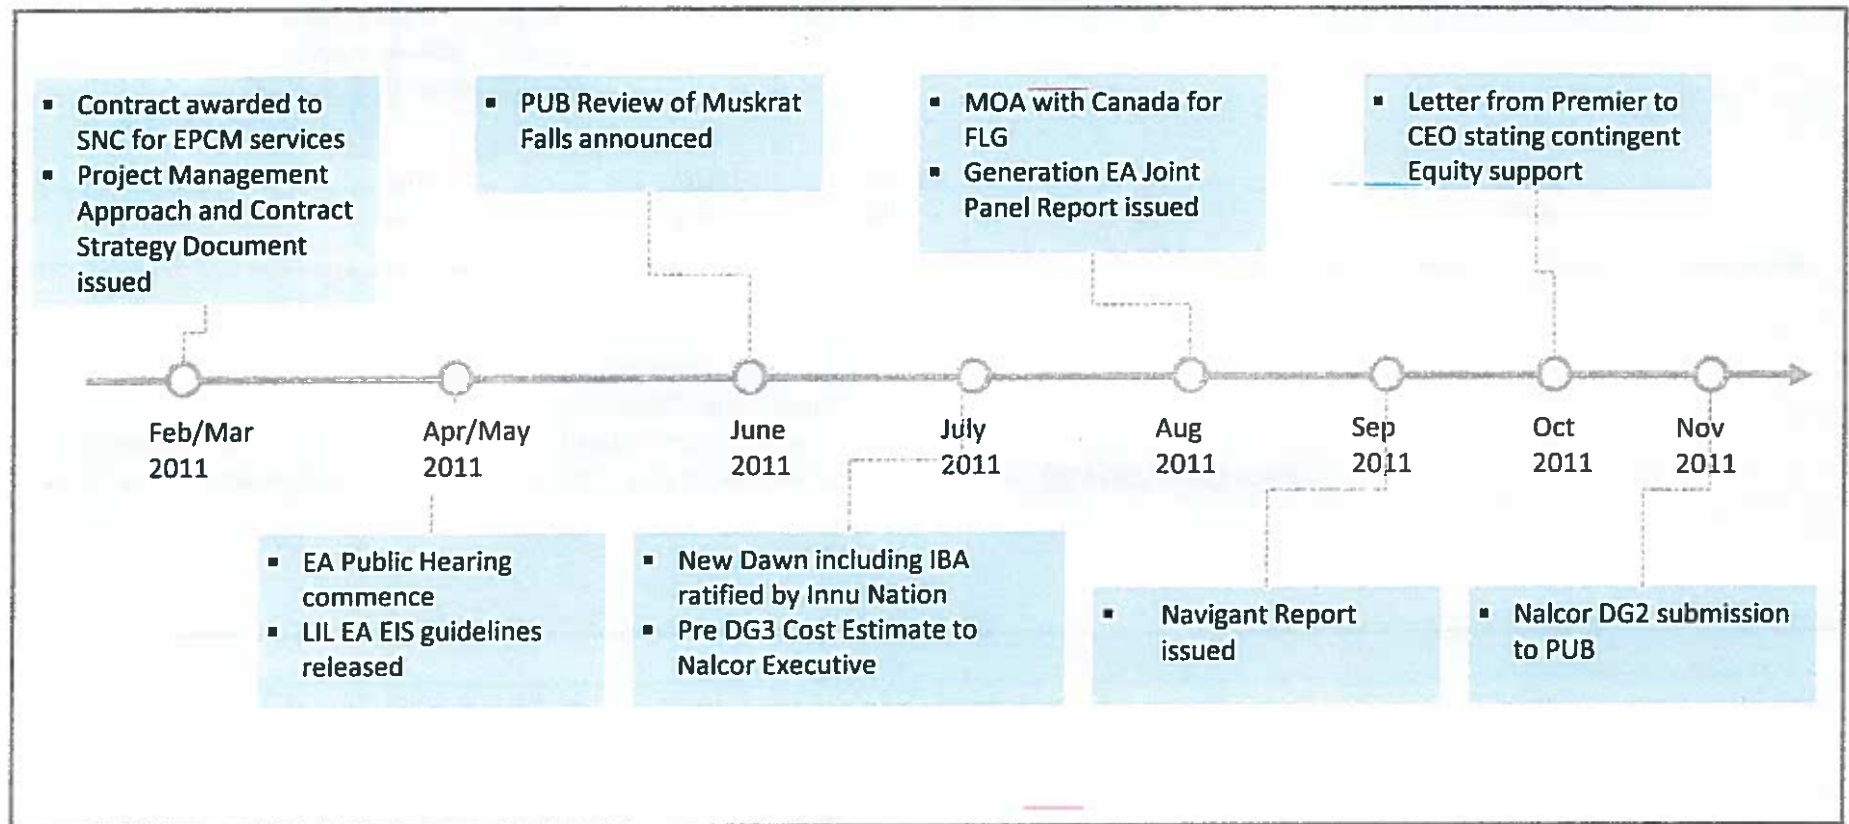 ▪ Contract awarded to
SNC for EPCM services
▪ Project Management
Approach and Contract
Strategy Document
issued
▪ PUB Review of Muskrat
Falls announced
▪ MOA with Canada for
FLG
▪ Generation EA Joint
Panel Report issued
▪ Letter from Premier to
CEO stating contingent
Equity support
Feb/Mar
2011
Apr/May
2011
June
2011
July
2011
Aug
2011
Sep
2011
Oct
2011
Nov
2011
▪ EA Public Hearing
commence
▪ LIL EA EIS guidelines
released
▪ New Dawn including IBA
ratified by Innu Nation
▪ Pre DG3 Cost Estimate to
Nalcor Executive
▪ Navigant Report
issued
▪ Nalcor DG2 submission
to PUB